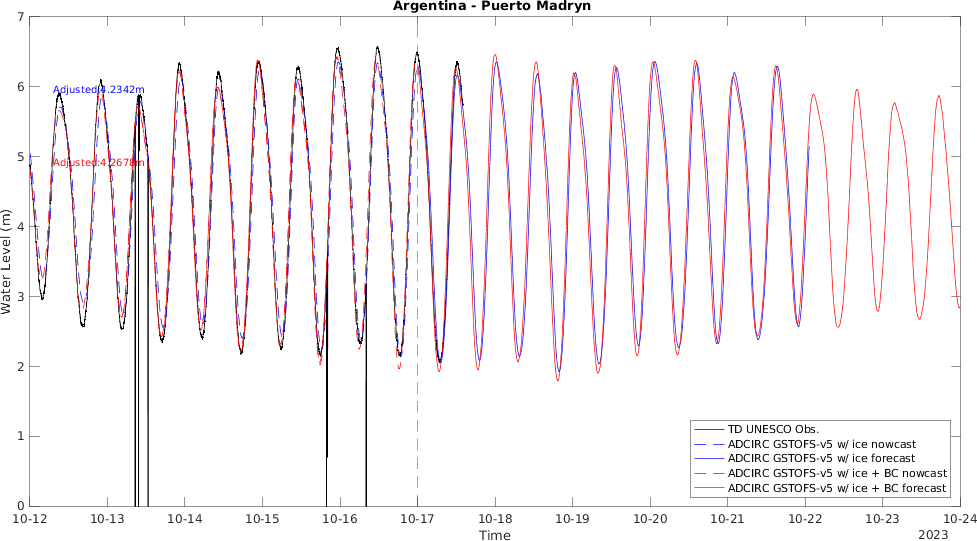 Argentina - Puerto Madryn
7
6
5
4
3
2
1
0
Water Level (m)
Adjusted:4.2342m
Adjusted:4.2678m
TD UNESCO Obs.
ADCIRC GSTOFS-v5 w/ ice nowcast
ADCIRC GSTOFS-v5 w/ ice forecast
ADCIRC GSTOFS-v5 w/ ice + BC nowcast
ADCIRC GSTOFS-v5 w/ ice + BC forecast
10-12 10-13 10-14 10-15 10-16 10-17 10-18 10-19 10-20 10-21 10-22 10-23 10-24
Time
2023